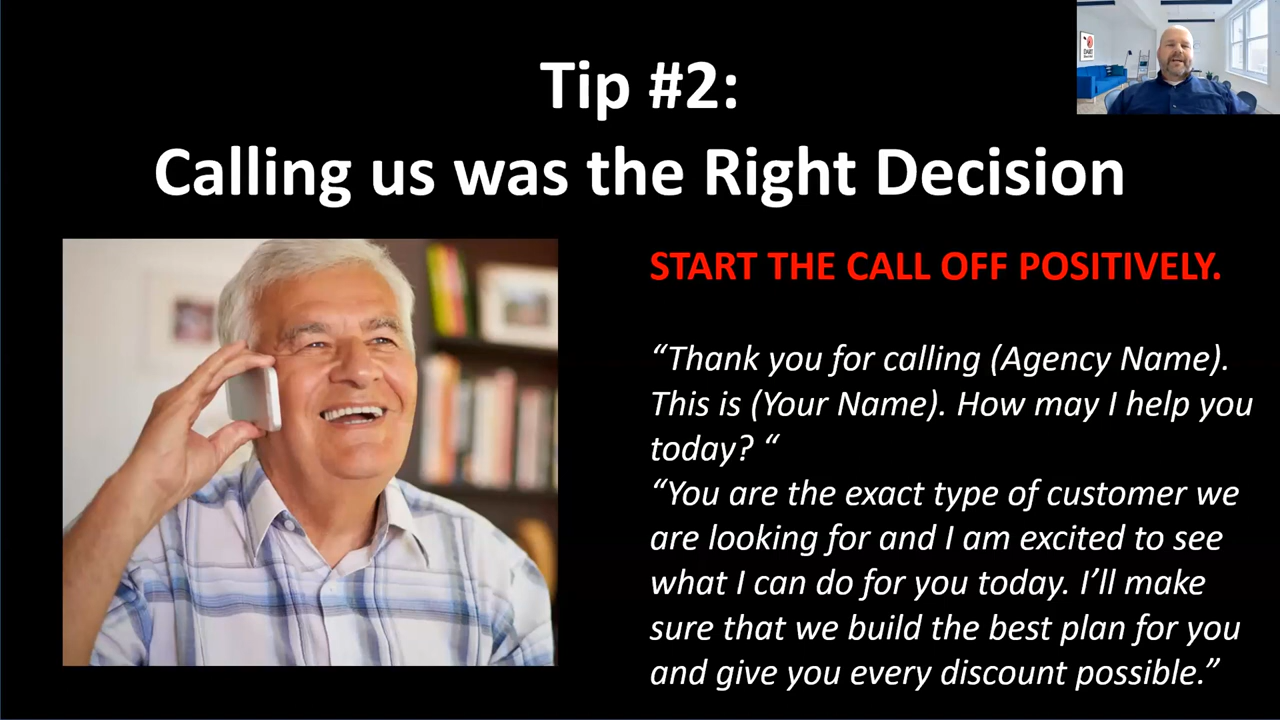 Tip #2:
Calling us was the Right Decision
START THE CALL OFF POSITIVELY.
“Thank you for calling (Agency Name).
This is (Your Name). How may I help you
today? “
“You are the exact type of customer we
are looking for and I am excited to see
what I can do for you today. I’ll make
sure that we build the best plan for you
and give you every discount possible.”